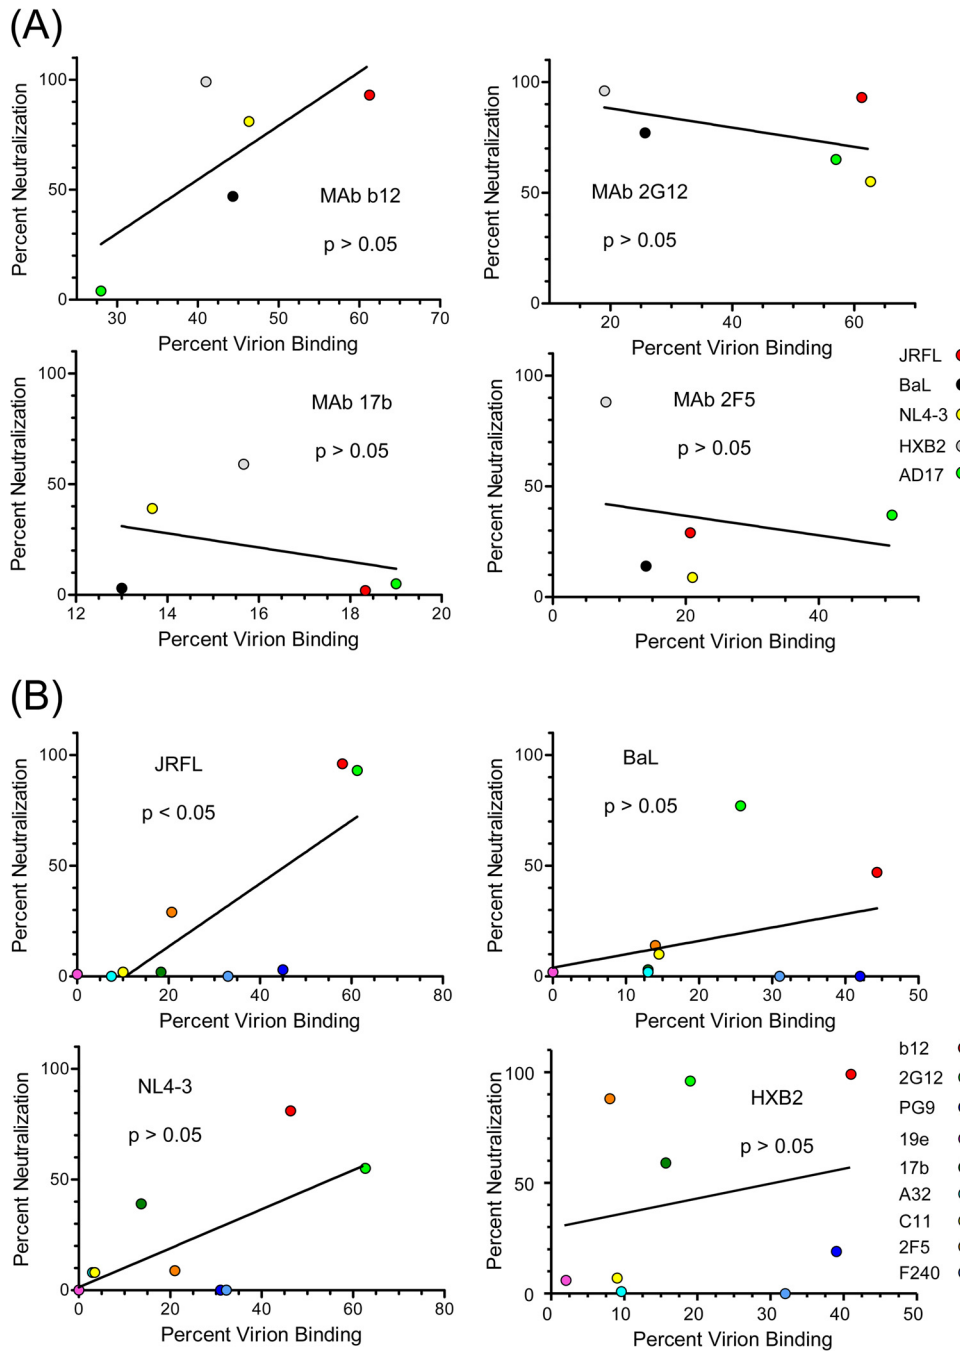 (A)
Percent Neutralization
100
50
0
30 40 50 60 70
Percent Virion Binding
MAb b12
p > 0.05
Percent Neutralization
100
50
0
20 40 60
Percent Virion Binding
MAb 2G12
p > 0.05
Percent Neutralization
100
50
0
12 14 16 18 20
Percent Virion Binding
MAb 17b
p > 0.05
Percent Neutralization
100
50
0
0 20 40
Percent Virion Binding
MAb 2F5
p > 0.05
JRFL
BaL
NL4-3
HXB2
AD17
(B)
Percent Neutralization
100
50
0
0 20 40 60 80
Percent Virion Binding
JRFL
p < 0.05
Percent Neutralization
100
50
0
0 10 20 30 40 50
Percent Virion Binding
BaL
p > 0.05
Percent Neutralization
100
50
0
0 20 40 60 80
Percent Virion Binding
NL4-3
p > 0.05
Percent Neutralization
100
50
0
0 10 20 30 40 50
Percent Virion Binding
HXB2
p > 0.05
b12
2G12
PG9
19e
17b
A32
C11
2F5
F240